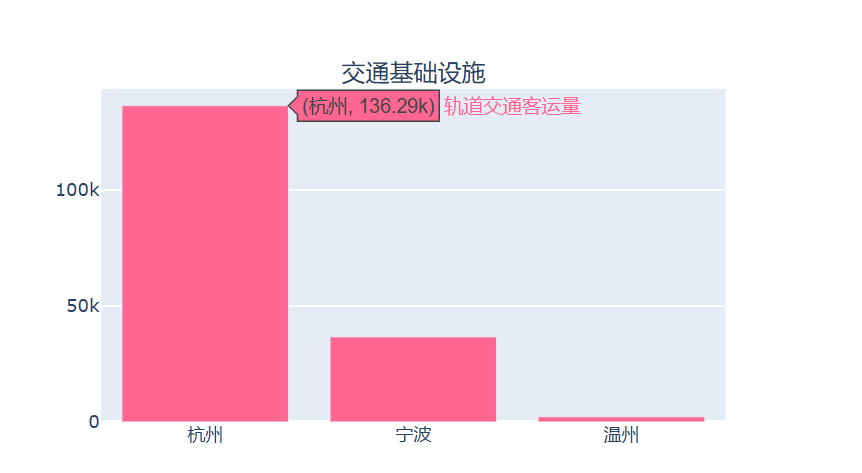 交通基础设施
(杭州, 136.29k) 轨道交通客运量
100k
50k
0
杭州 宁波 温州